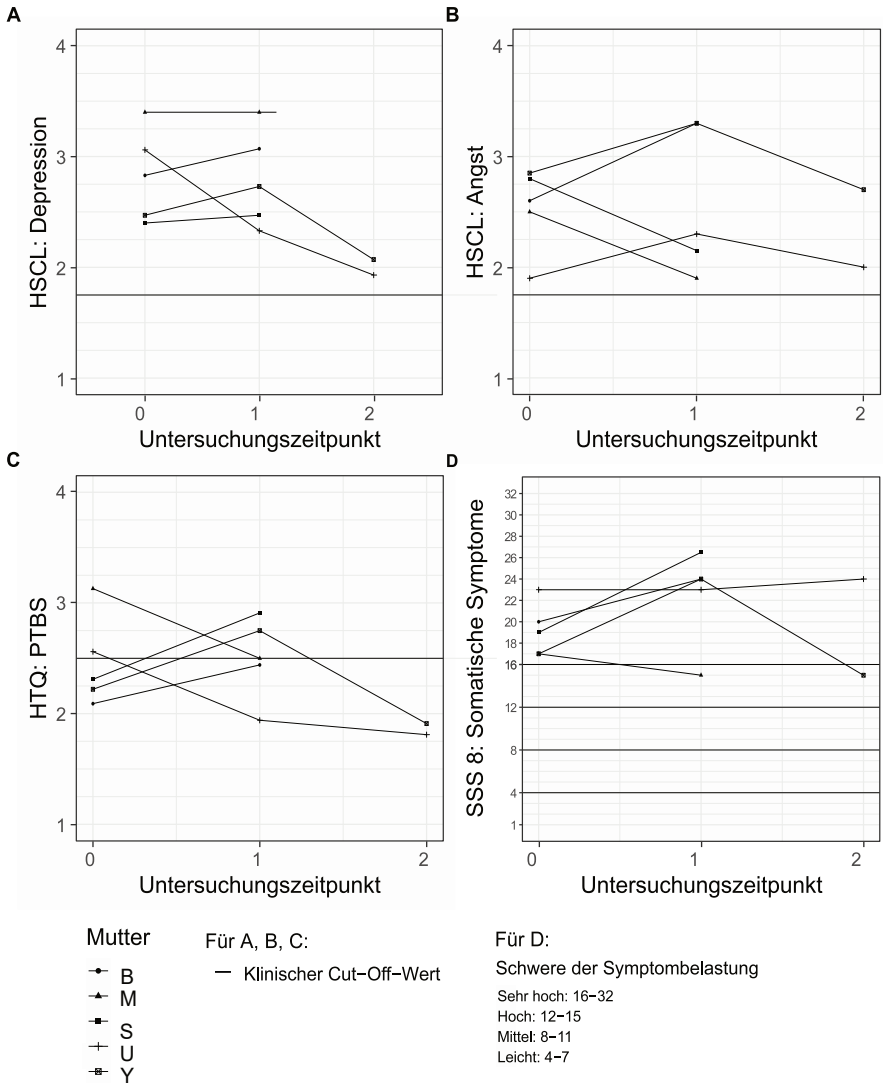 A
HSCL: Depression
4
3
2
1
0
1
2
Untersuchungszeitpunkt
B
HSCL: Angst
4
3
2
1
0
1
2
Untersuchungszeitpunkt
C
HTQ: PTBS
4
3
2
1
0
1
2
Untersuchungszeitpunkt
D
SSS 8: Somatische Symptome
32
30
28
26
24
22
20
18
16
12
8
4
1
0
1
2
Untersuchungszeitpunkt
Mutter
B
M
S
U
Y
Für A, B, C:
Klinischer Cut−Off−Wert
Für D:
Schwere der Symptombelastung
Sehr hoch: 16−32
Hoch: 12−15
Mittel: 8−11
Leicht: 4−7